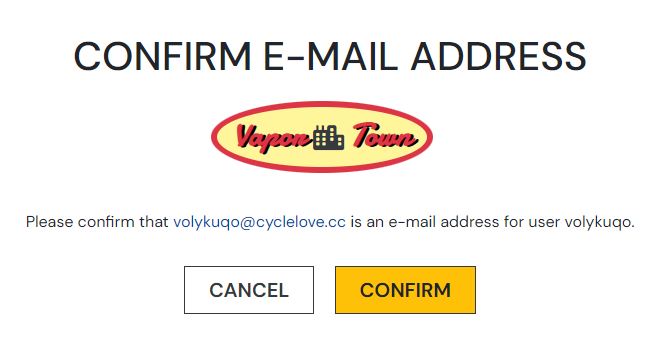 CONFIRM E-MAIL ADDRESS
Vapor Town
Please confirm that volykuqo@cyclelove.cc is an e-mail address for user volykuqo.
CANCEL CONFIRM